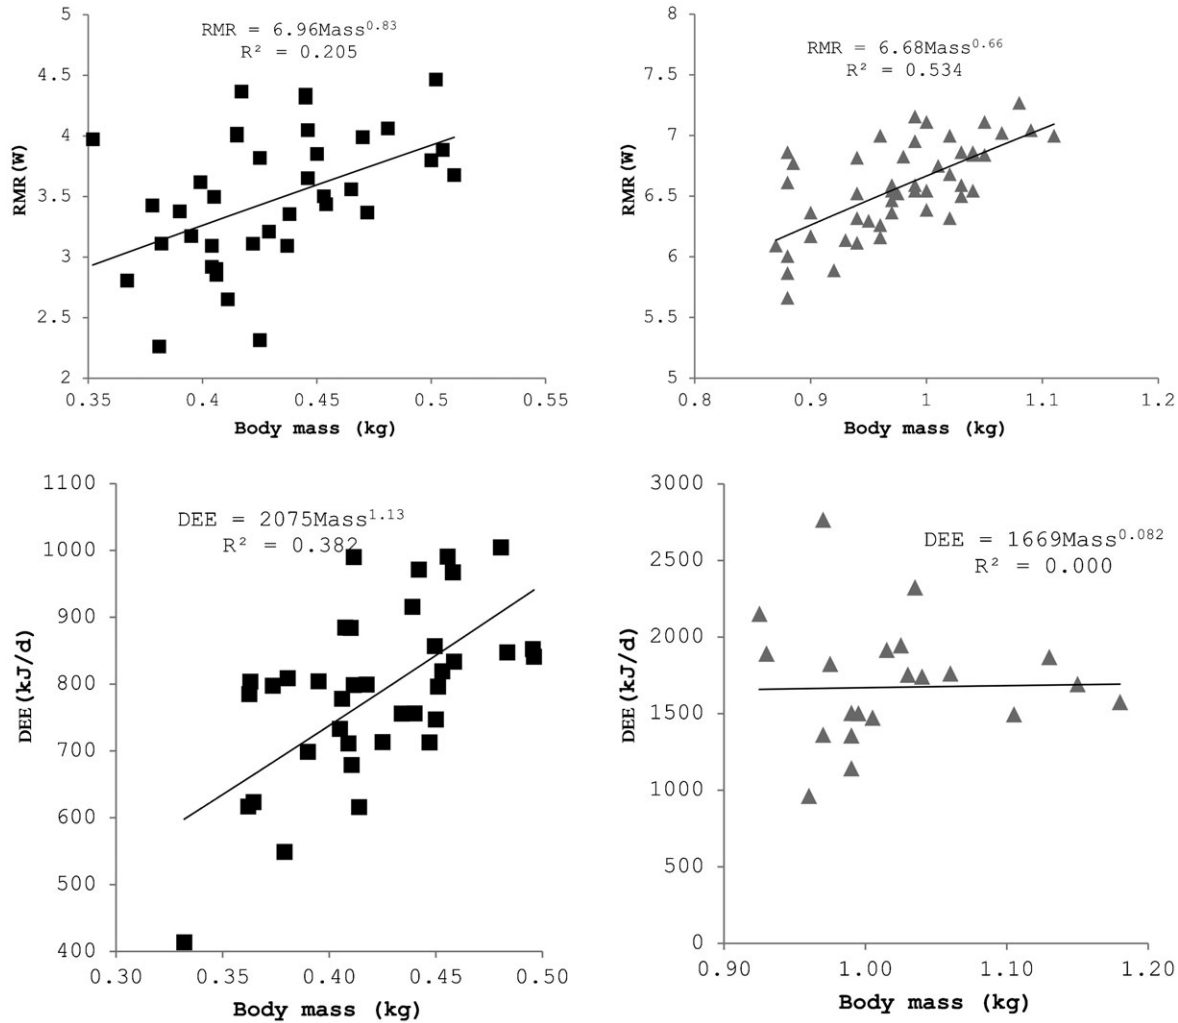 5
4.5
4
3.5
3
2.5
2
RMR (W)
RMR = 6.96Mass^0.83
R² = 0.205
0.35 0.4 0.45 0.5 0.55
Body mass (kg)
8
7.5
7
6.5
6
5.5
5
RMR (W)
RMR = 6.68Mass^0.66
R² = 0.534
0.8 0.9 1 1.1 1.2
Body mass (kg)
1100
1000
900
800
700
600
500
400
DEE (kJ/d)
DEE = 2075Mass^1.13
R² = 0.382
0.30 0.35 0.40 0.45 0.50
Body mass (kg)
3000
2500
2000
1500
1000
500
0
DEE (kJ/d)
DEE = 1669Mass^0.082
R² = 0.000
0.90 1.00 1.10 1.20
Body mass (kg)